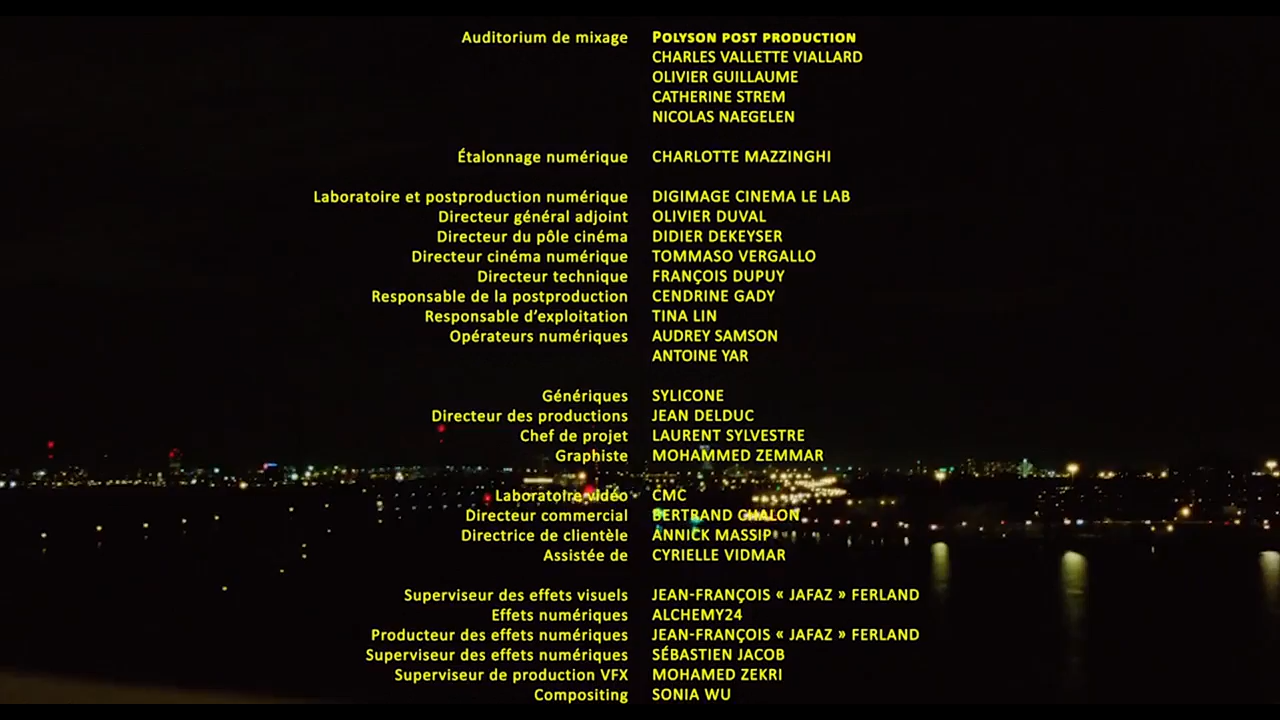 Auditorium de mixage POLYSON POST PRODUCTION
CHARLES VALLETTE VIALLARD
OLIVIER GUILLAUME
CATHERINE STREM
NICOLAS NAEGELEN
Étalonnage numérique CHARLOTTE MAZZINGHI
Laboratoire et postproduction numérique DIGIMAGE CINEMA LE LAB
Directeur général adjoint OLIVIER DUVAL
Directeur du pôle cinéma DIDIER DEKEYSER
Directeur cinéma numérique TOMMASO VERGALLO
Directeur technique FRANÇOIS DUPUY
Responsable de la postproduction CENDRINE GADY
Responsable d’exploitation TINA LIN
Opérateurs numériques AUDREY SAMSON
ANTOINE YAR
Génériques SYLICONE
Directeur des productions JEAN DELDUC
Chef de projet LAURENT SYLVESTRE
Graphiste MOHAMMED ZEMMAR
Laboratoire vidéo CMC
Directeur commercial BERTRAND CHALON
Directrice de clientèle ANNICK MASSIP
Assistée de CYRIELLE VIDMAR
Superviseur des effets visuels JEAN-FRANÇOIS « JAFAZ » FERLAND
Effets numériques ALCHEMY24
Producteur des effets numériques JEAN-FRANÇOIS « JAFAZ » FERLAND
Superviseur des effets numériques SÉBASTIEN JACOB
Superviseur de production VFX MOHAMED ZEKRI
Compositing SONIA WU